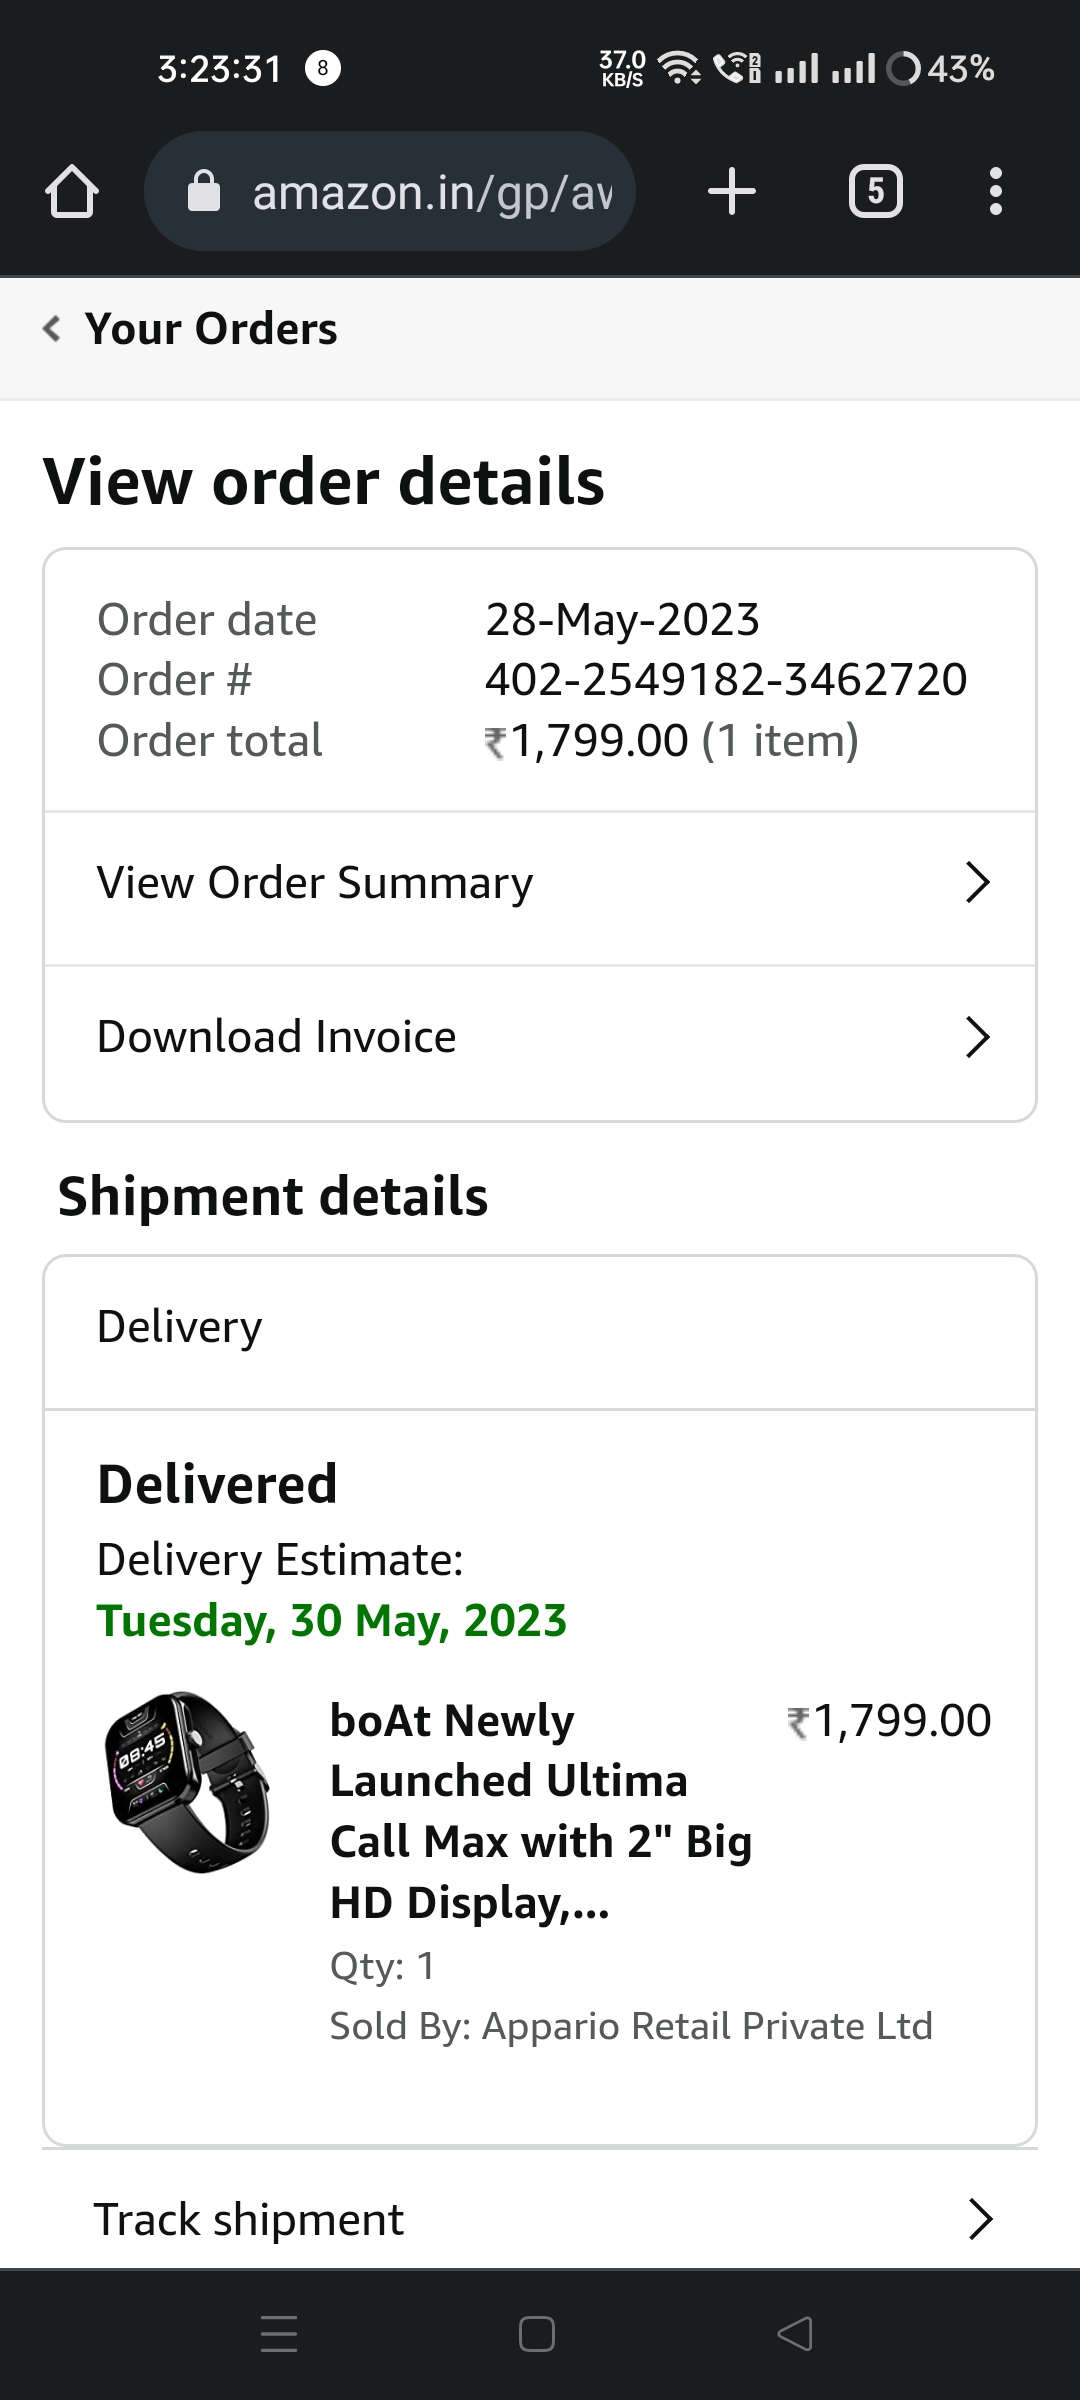 3:23:31 8 37.0 KB/S 2 1 43%
amazon.in/gp/aw 5
Your Orders
View order details
Order date 28-May-2023
Order # 402-2549182-3462720
Order total ₹1,799.00 (1 item)
View Order Summary
Download Invoice
Shipment details
Delivery
Delivered
Delivery Estimate:
Tuesday, 30 May, 2023
08:45
boAt Newly ₹1,799.00
Launched Ultima
Call Max with 2" Big
HD Display,...
Qty: 1
Sold By: Appario Retail Private Ltd
Track shipment